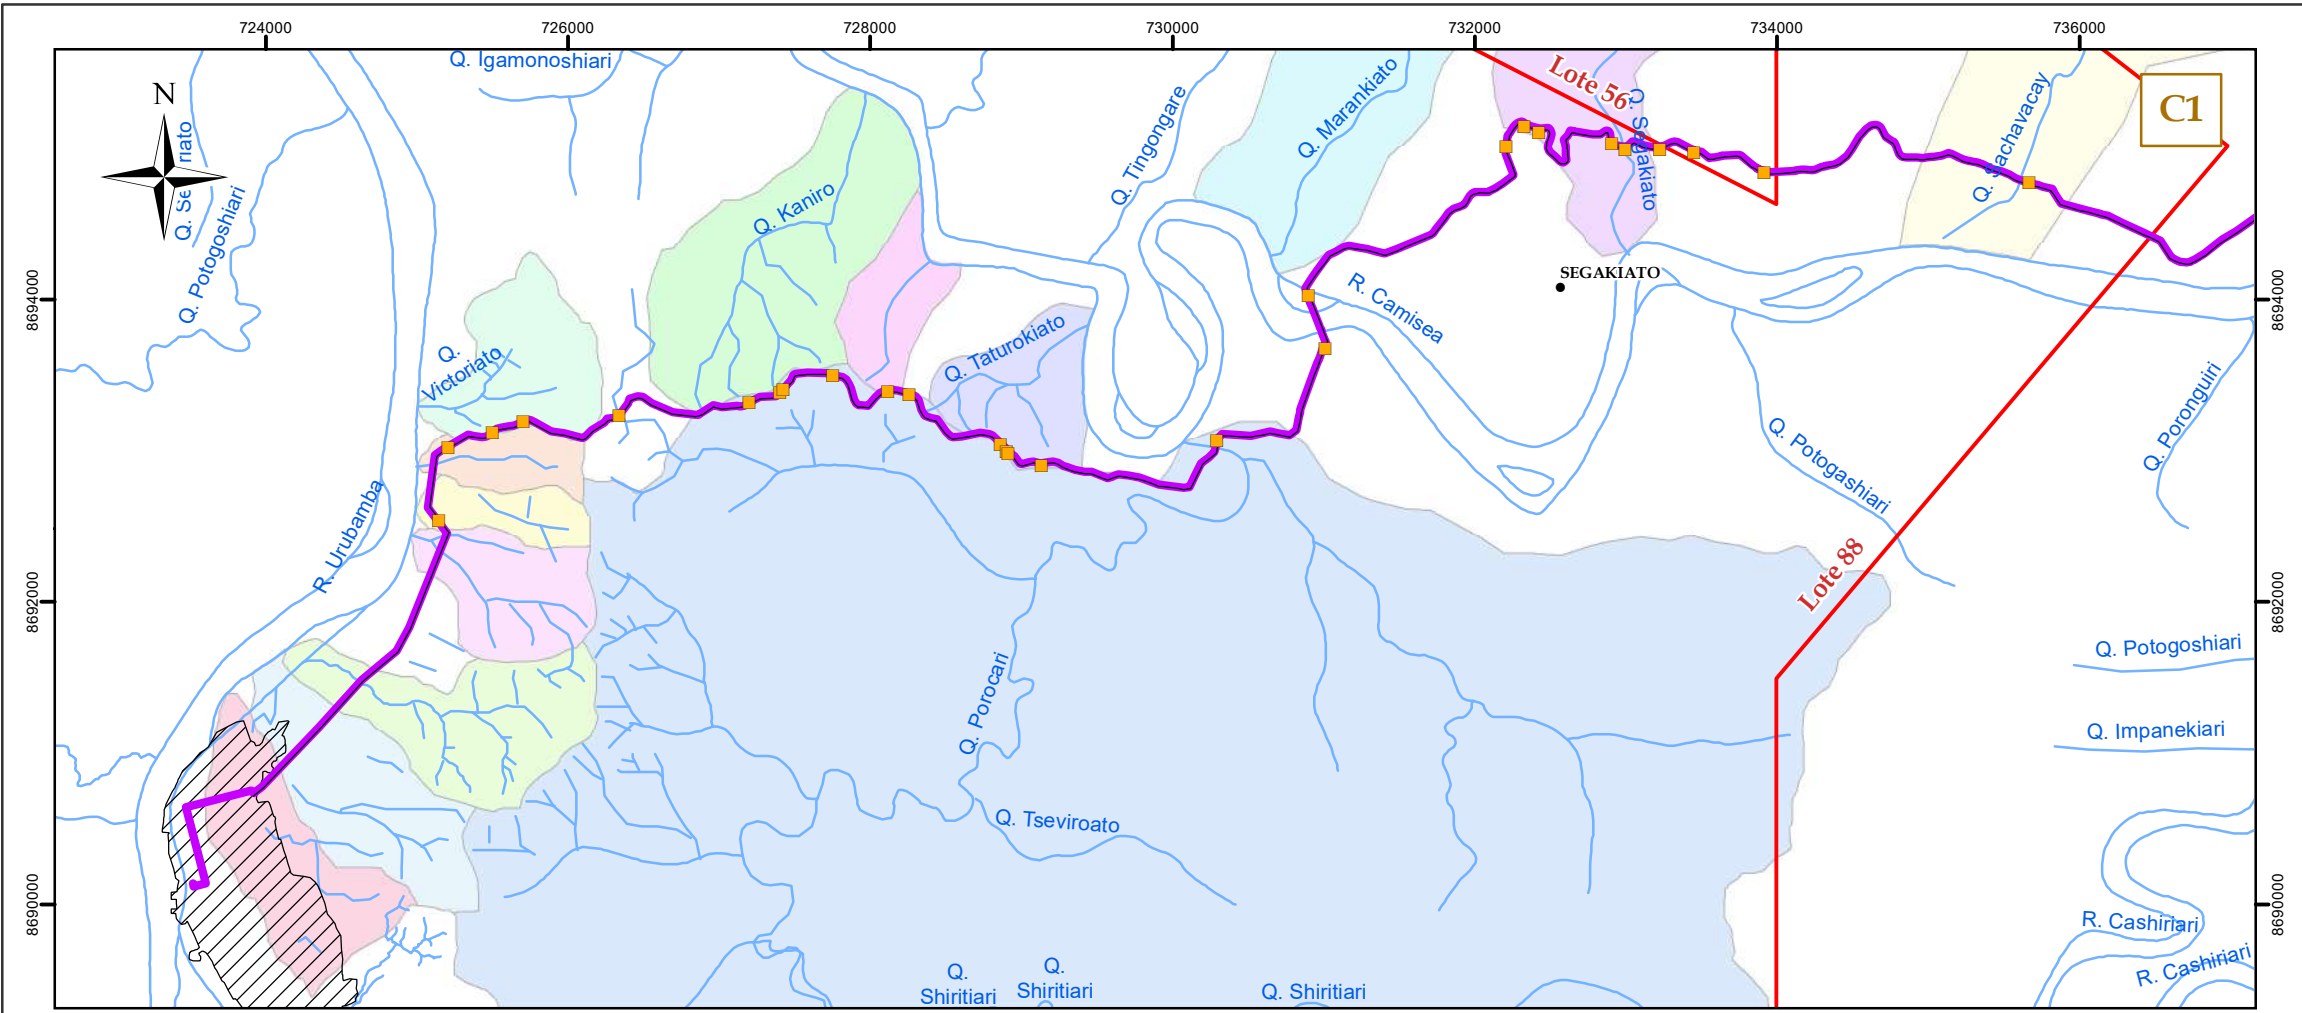 724000
726000
728000
730000
732000
734000
736000
Q. Igamonoshiari
N
Q. Se
riato
Q. Potogoshiari
Q. Kaniro
Q. Tingongare
Q. Marankiato
Lote 56
Q. Segakiato
Q. Sachavacay
C1
8694000
8694000
SEGAKIATO
R. Camisea
Q.
Victoriato
Q. Taturokiato
Q. Poronguiri
Q. Potogashiari
R. Urubamba
8692000
Lote 88
8692000
Q. Potogoshiari
Q. Porocari
Q. Impanekiari
Q. Tseviroato
8690000
8690000
R. Cashiriari
R. Cashiriari
Q.
Shiritiari
Q.
Shiritiari
Q. Shiritiari